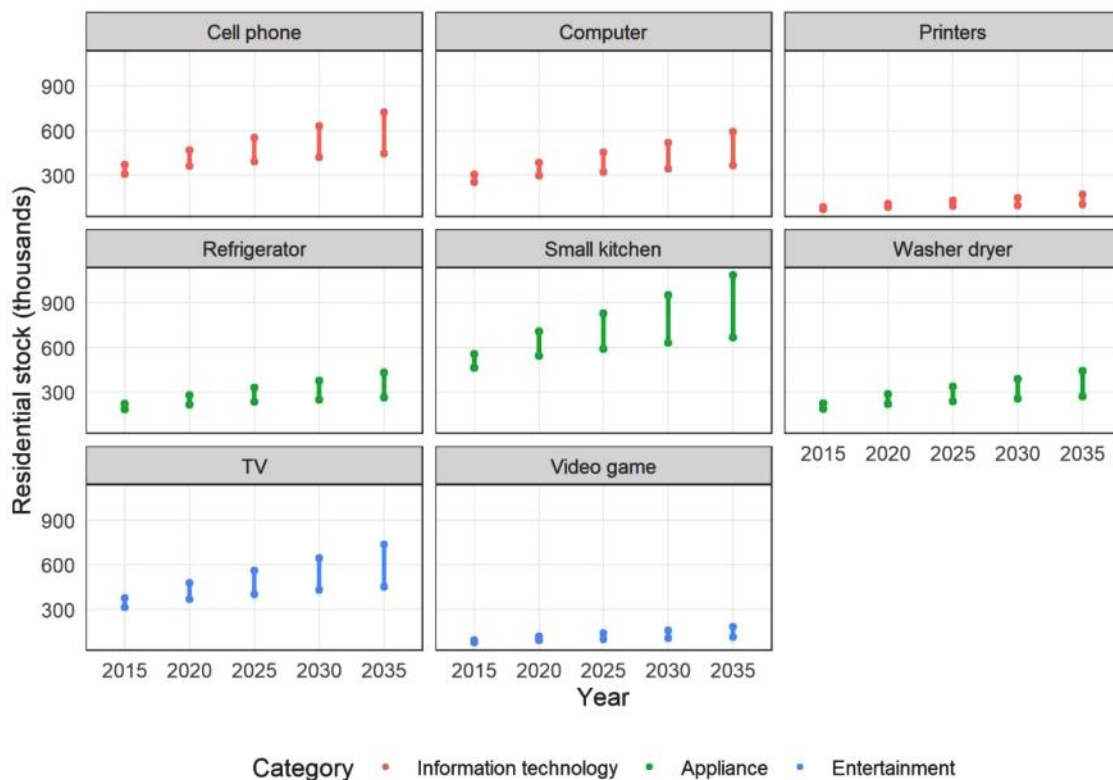 Cell phone
Computer
Printers
900
600
300
Refrigerator
Small kitchen
Washer dryer
900
600
300
2015 2020 2025 2030 2035
TV
Video game
900
600
300
2015 2020 2025 2030 2035
2015 2020 2025 2030 2035
Residential stock (thousands)
Year
Category Information technology Appliance Entertainment